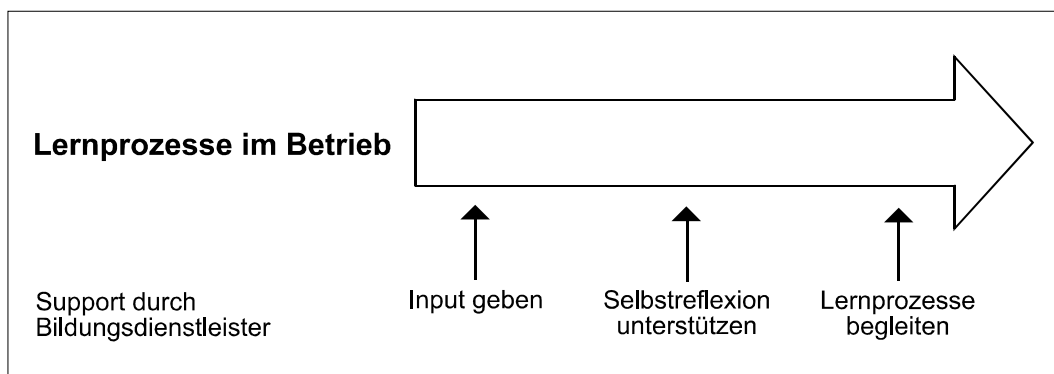 Lernprozesse im Betrieb
Support durch
Bildungsdienstleister
Input geben
Selbstreflexion
unterstützen
Lernprozesse
begleiten